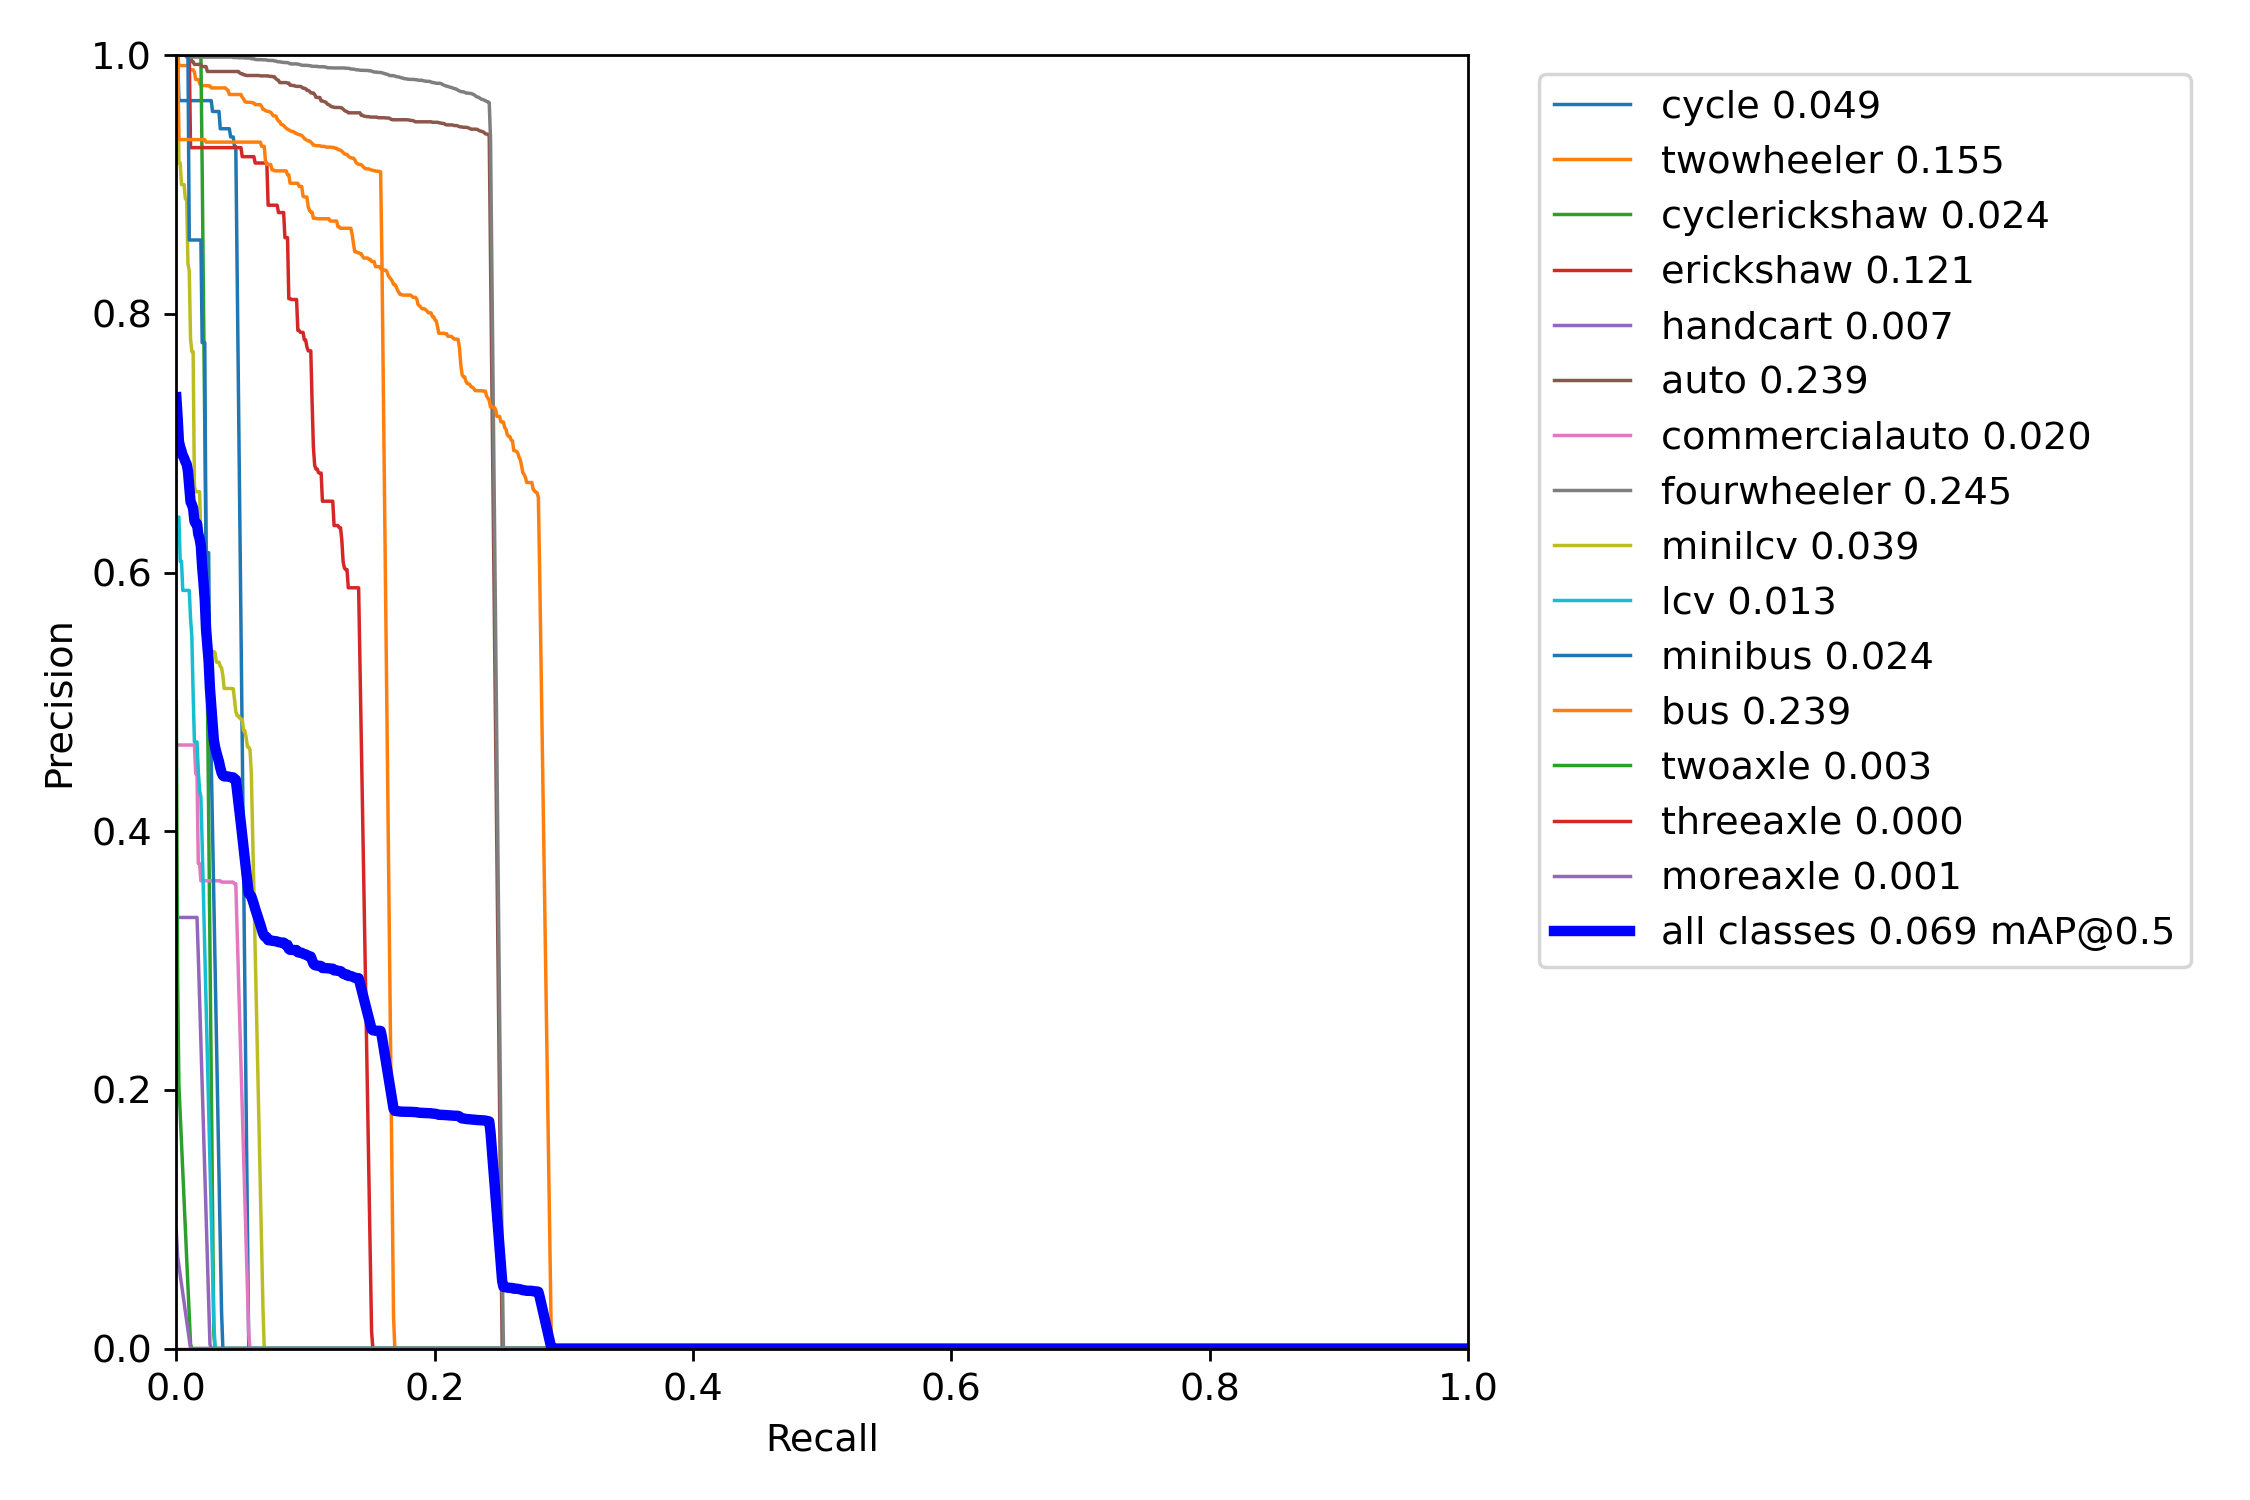 1.0
0.8
0.6
0.4
0.2
0.0
Precision
0.0 0.2 0.4 0.6 0.8 1.0
Recall
cycle 0.049
twowheeler 0.155
cyclerickshaw 0.024
erickshaw 0.121
handcart 0.007
auto 0.239
commercialauto 0.020
fourwheeler 0.245
minilcv 0.039
lcv 0.013
minibus 0.024
bus 0.239
twoaxle 0.003
threeaxle 0.000
moreaxle 0.001
all classes 0.069 mAP@0.5